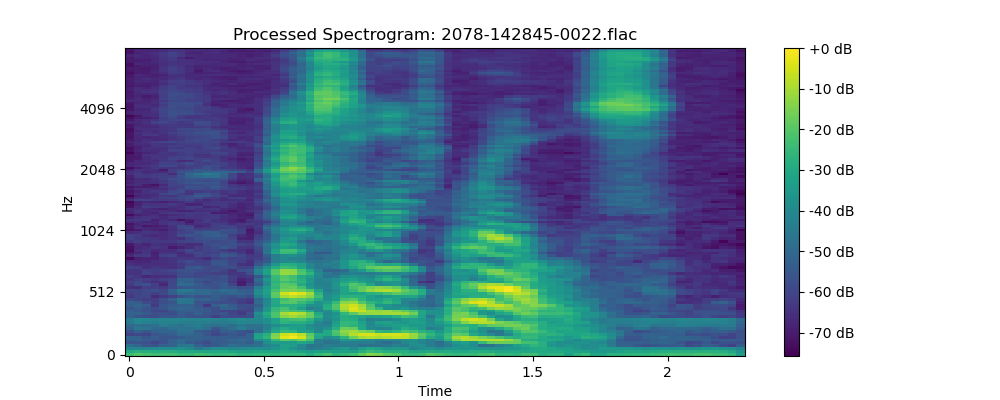 Processed Spectrogram: 2078-142845-0022.flac
+0 dB
-10 dB
-20 dB
-30 dB
-40 dB
-50 dB
-60 dB
-70 dB
4096
2048
1024
512
0
Hz
0
0.5
1
1.5
2
Time